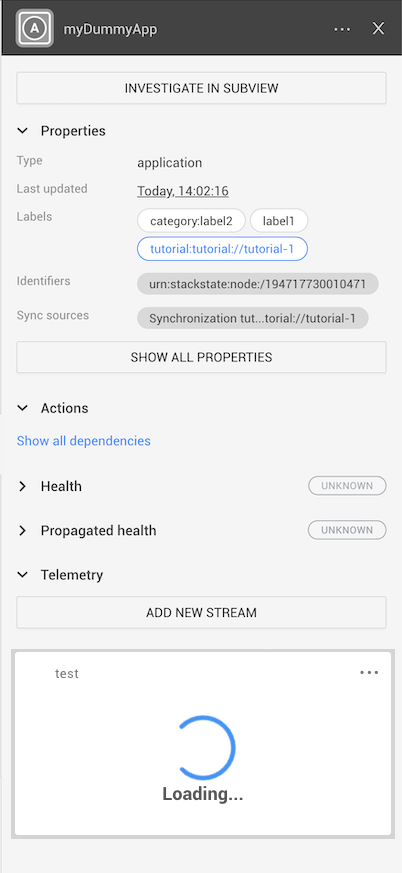 A myDummyApp ... X
INVESTIGATE IN SUBVIEW
Properties
Type application
Last updated Today, 14:02:16
Labels category:label2 label1
tutorial:tutorial://tutorial-1
Identifiers urn:stackstate:node:/194717730010471
Sync sources Synchronization tut...torial://tutorial-1
SHOW ALL PROPERTIES
Actions
Show all dependencies
Health UNKNOWN
Propagated health UNKNOWN
Telemetry
ADD NEW STREAM
test ...
Loading...